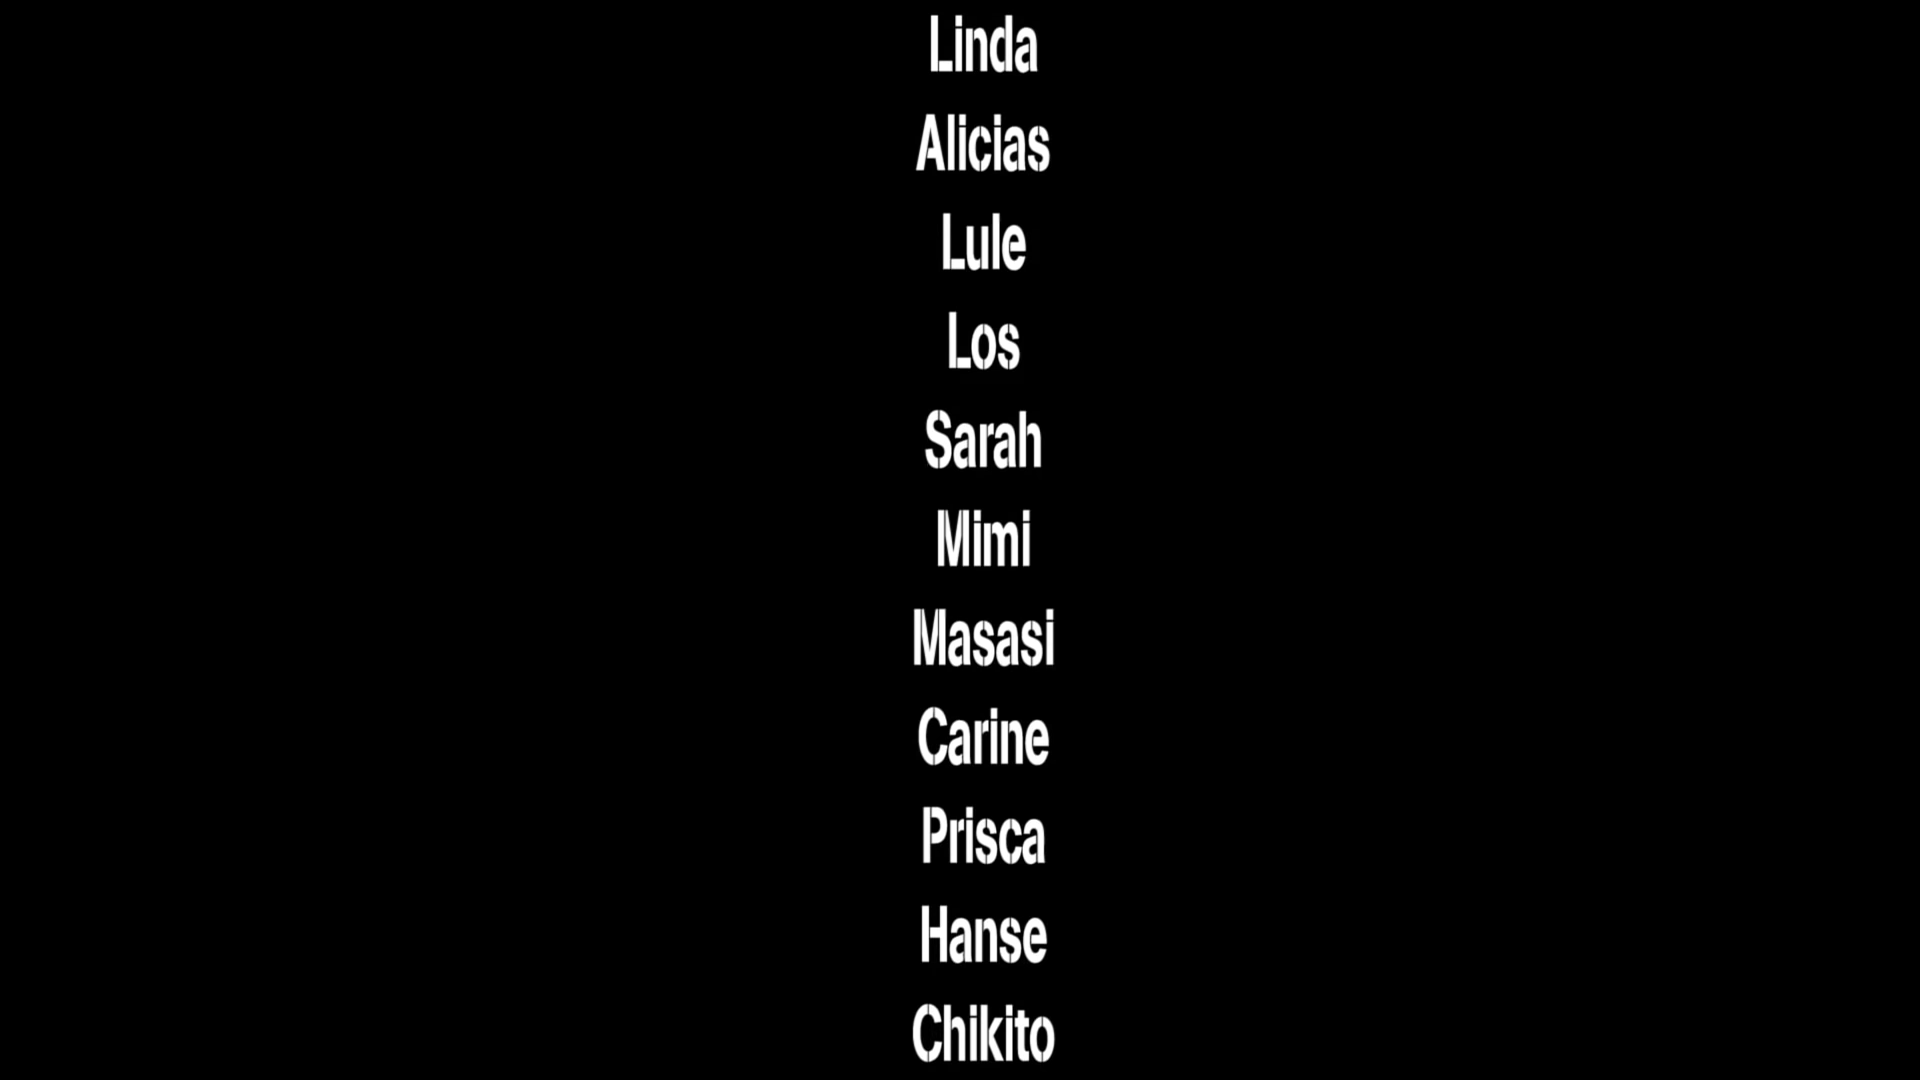 Linda
Alicias
Lule
Los
Sarah
Mimi
Masasi
Carine
Prisca
Hanse
Chikito